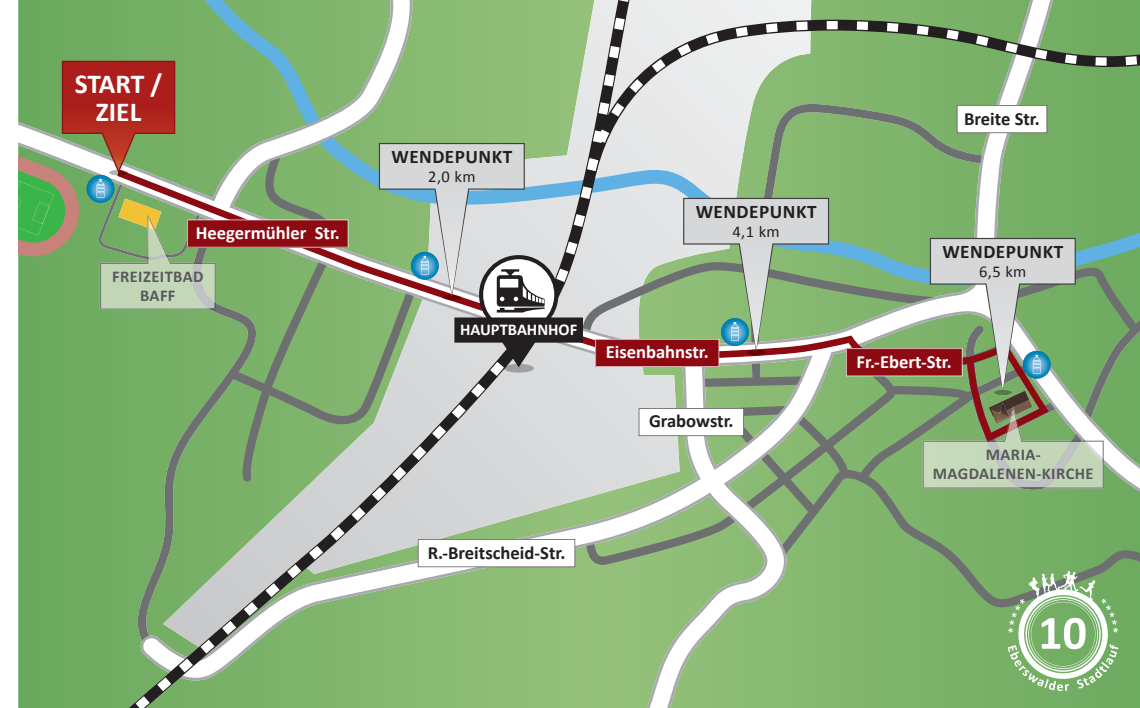 START /
ZIEL
Breite Str.
WENDEPUNKT
2,0 km
WENDEPUNKT
4,1 km
Heegermühler Str.
WENDEPUNKT
6,5 km
FREIZEITBAD
BAFF
HAUPTBAHNHOF
Eisenbahnstr.
Fr.-Ebert-Str.
Grabowstr.
MARIA-
MAGDALENEN-KIRCHE
R.-Breitscheid-Str.
10
Eberswalder Stadtlauf